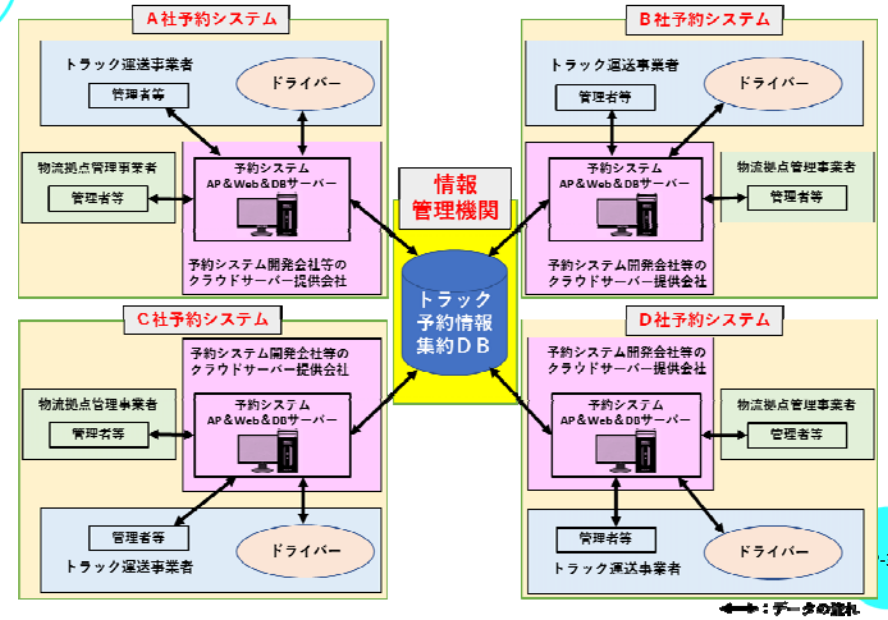 A社予約システム
トラック運送事業者
管理者等
ドライバー
物流拠点管理事業者
管理者等
予約システム
AP&Web&DBサーバー
予約システム開発会社等の
クラウドサーバー提供会社
B社予約システム
トラック運送事業者
管理者等
ドライバー
予約システム
AP&Web&DBサーバー
物流拠点管理事業者
管理者等
予約システム開発会社等の
クラウドサーバー提供会社
情報
管理機関
トラック
予約情報
集約DB
C社予約システム
予約システム開発会社等の
クラウドサーバー提供会社
物流拠点管理事業者
管理者等
予約システム
AP&Web&DBサーバー
管理者等
トラック運送事業者
ドライバー
D社予約システム
予約システム開発会社等の
クラウドサーバー提供会社
予約システム
AP&Web&DBサーバー
物流拠点管理事業者
管理者等
管理者等
トラック運送事業者
ドライバー
:データの流れ